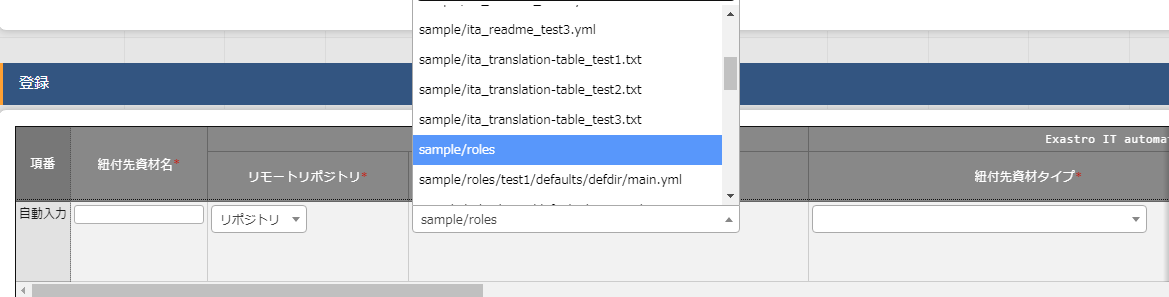 sample/ita_readme_test3.yml
sample/ita_translation-table_test1.txt
sample/ita_translation-table_test2.txt
sample/ita_translation-table_test3.txt
sample/roles
sample/roles/test1/defaults/defdir/main.yml
登録
Exastro IT automat
項番
紐付先資材名*
リモートリポジトリ*
紐付先資材タイプ*
自動入力
リポジトリ
sample/roles